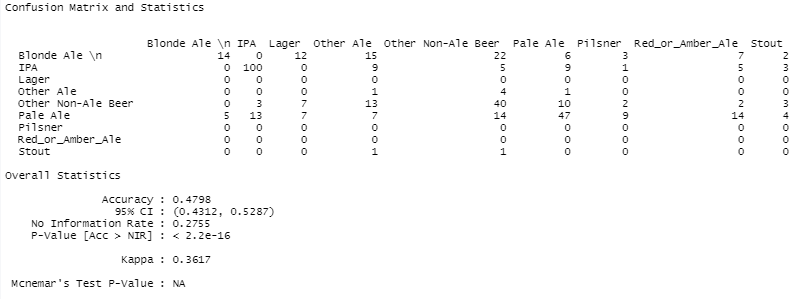 Confusion Matrix and Statistics
Blonde Ale \n IPA Lager Other Ale Other Non-Ale Beer Pale Ale Pilsner Red_or_Amber_Ale Stout
Blonde Ale \n 14 0 12 15 22 6 3 7 2
IPA 0 100 0 9 5 9 1 5 3
Lager 0 0 0 0 0 0 0 0 0
Other Ale 0 0 0 1 4 1 0 0 0
Other Non-Ale Beer 0 3 7 13 40 10 2 2 3
Pale Ale 5 13 7 7 14 47 9 14 4
Pilsner 0 0 0 0 0 0 0 0 0
Red_or_Amber_Ale 0 0 0 0 0 0 0 0 0
Stout 0 0 0 1 1 0 0 0 0
Overall Statistics
Accuracy : 0.4798
95% CI : (0.4312, 0.5287)
No Information Rate : 0.2755
P-Value [Acc > NIR] : < 2.2e-16
Kappa : 0.3617
Mcnemar's Test P-Value : NA